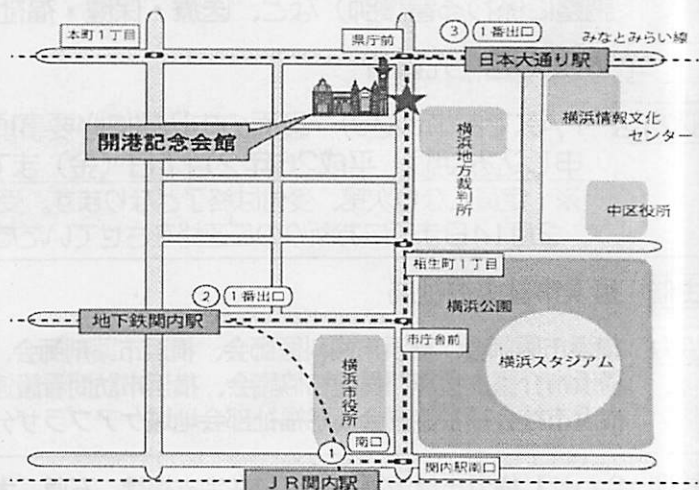 本町1丁目
県庁前
③ 1番出口
みなとみらい線
日本大通り駅
開港記念会館
横浜地方裁判所
横浜情報文化
センター
中区役所
相生町1丁目
② 1番出口
地下鉄関内駅
横浜公園
市庁舎前
横浜スタジアム
横浜市役所
南口
①
関内駅南口
JR関内駅